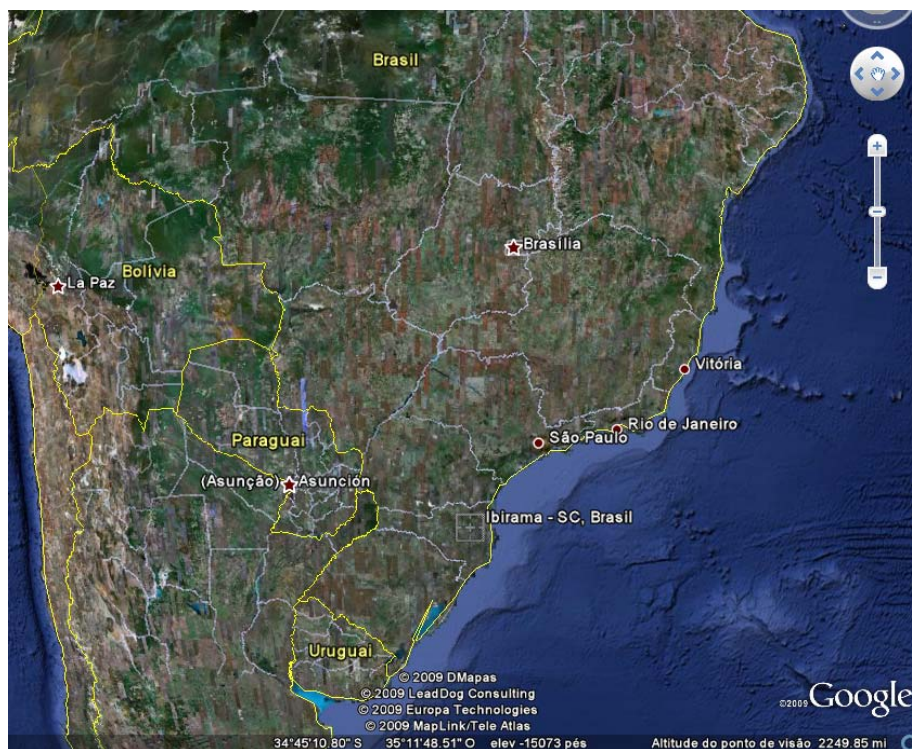 Brasil
Brasília
Bolívia
La Paz
Vitória
Rio de Janeiro
São Paulo
Paraguai
(Asunção) Asunción
Ibirama - SC, Brasil
Uruguai
© 2009 DMapas
© 2009 LeadDog Consulting
© 2009 Europa Technologies
© 2009 MapLink/Tele Atlas
©2009 Google
34°45'10.80" S 35°11'48.51" O elev -15073 pés Altitude do ponto de visão 2249.85 mi